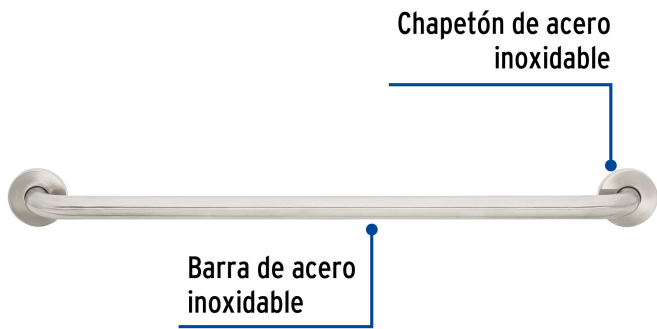 Chapetón de acero
inoxidable
Barra de acero
inoxidable